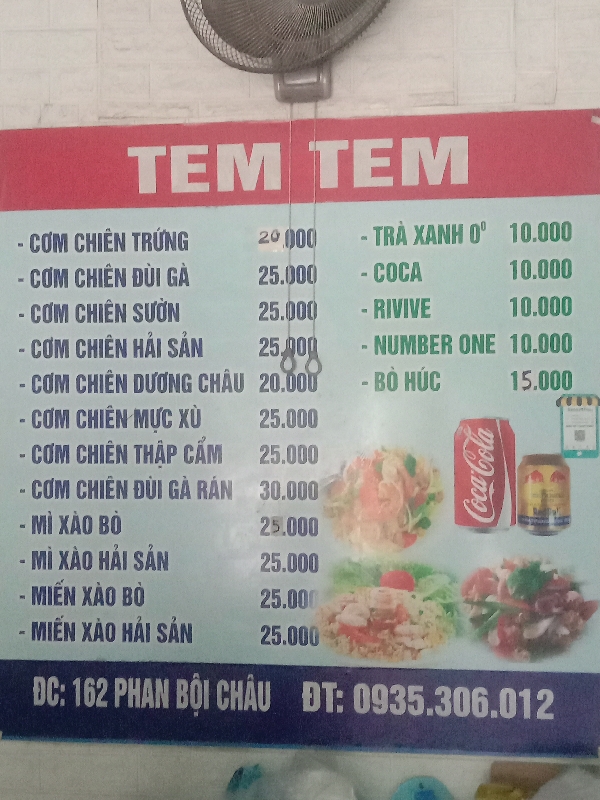 TEM TEM
- CƠM CHIÊN TRỨNG 20.000
- CƠM CHIÊN ĐÙI GÀ 25.000
- CƠM CHIÊN SƯỜN 25.000
- CƠM CHIÊN HẢI SẢN 25.000
- CƠM CHIÊN DƯƠNG CHÂU 20.000
- CƠM CHIÊN MỰC XÙ 25.000
- CƠM CHIÊN THẬP CẨM 25.000
- CƠM CHIÊN ĐÙI GÀ RÁN 30.000
- MÌ XÀO BÒ 25.000
- MÌ XÀO HẢI SẢN 25.000
- MIẾN XÀO BÒ 25.000
- MIẾN XÀO HẢI SẢN 25.000
- TRÀ XANH 0⁰ 10.000
- COCA 10.000
- RIVIVE 10.000
- NUMBER ONE 10.000
- BÒ HÚC 15.000
Coca-Cola
ĐC: 162 PHAN BỘI CHÂU ĐT: 0935.306.012